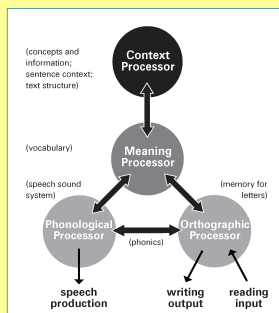 (concepts and
information;
sentence context;
text structure)
Context
Processor
(vocabulary)
Meaning
Processor
(speech sound
system)
(memory for
letters)
Phonological
Processor
(phonics)
Orthographic
Processor
speech
production
writing
output
reading
input